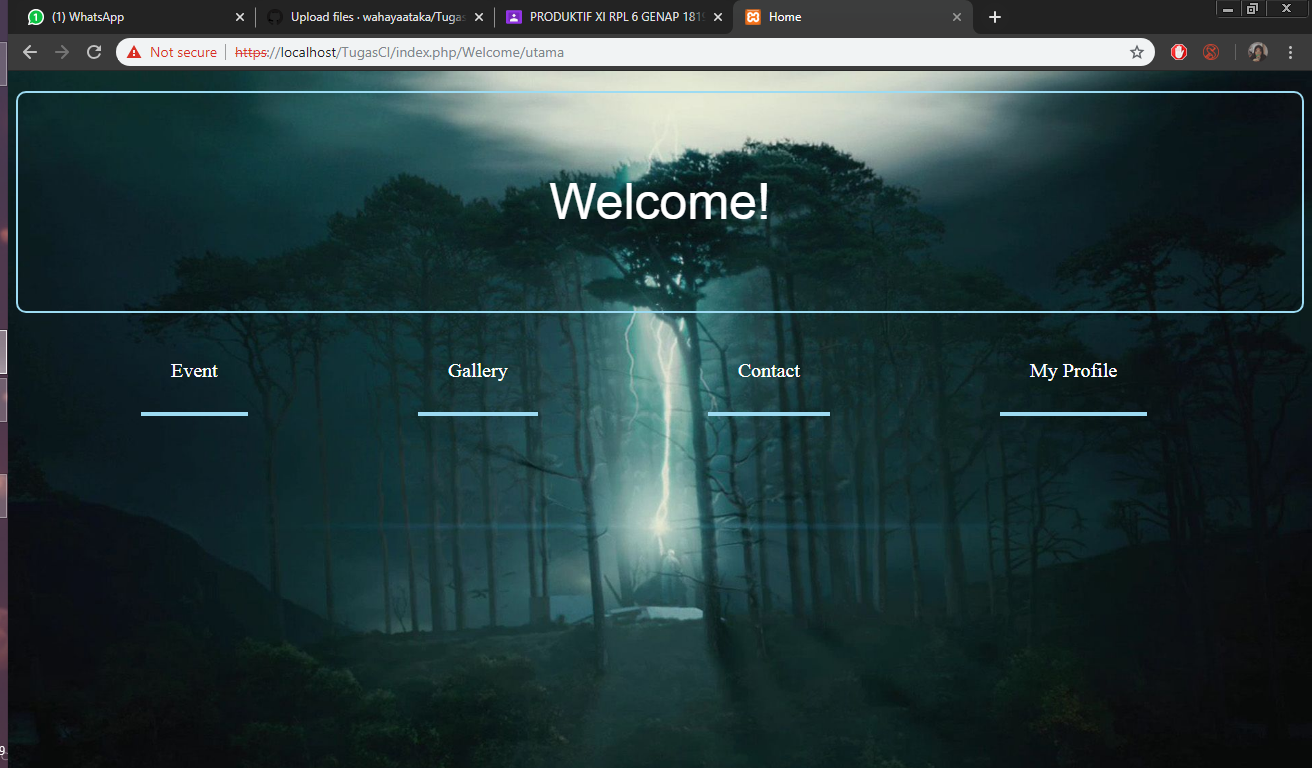 (1) WhatsApp
Upload files · wahayaataka/Tugas
PRODUKTIF XI RPL 6 GENAP 1819
Home
Not secure
https://localhost/TugasCI/index.php/Welcome/utama
Welcome!
Event Gallery Contact My Profile
9